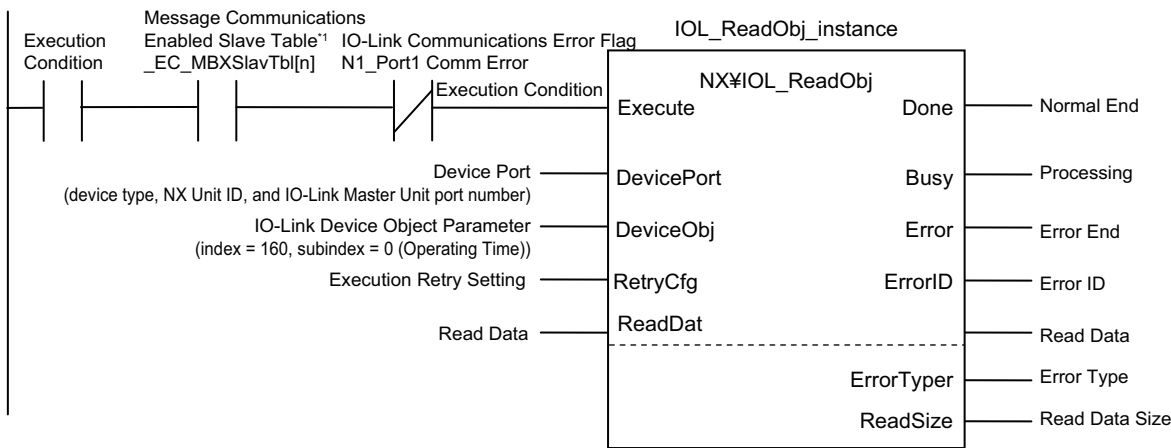 Message Communications
Execution Enabled Slave Table*1 IO-Link Communications Error Flag
Condition _EC_MBXSlavTbl[n] N1_Port1 Comm Error
IOL_ReadObj_instance
NX¥IOL_ReadObj
Execution Condition
Execute Done Normal End
Device Port DevicePort Busy Processing
(device type, NX Unit ID, and IO-Link Master Unit port number)
IO-Link Device Object Parameter DeviceObj Error Error End
(index = 160, subindex = 0 (Operating Time))
Execution Retry Setting RetryCfg ErrorID Error ID
Read Data ReadDat Read Data
ErrorTyper Error Type
ReadSize Read Data Size